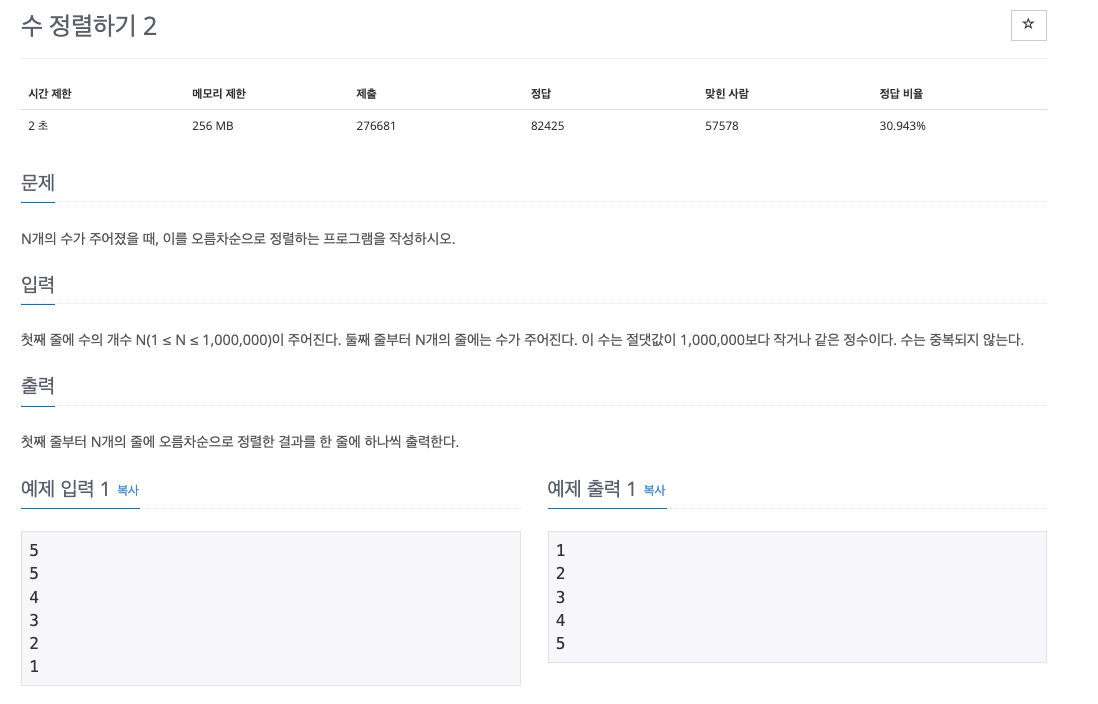 수 정렬하기 2
☆
시간 제한 메모리 제한 제출 정답 맞힌 사람 정답 비율
2 초 256 MB 276681 82425 57578 30.943%
문제
N개의 수가 주어졌을 때, 이를 오름차순으로 정렬하는 프로그램을 작성하시오.
입력
첫째 줄에 수의 개수 N(1 ≤ N ≤ 1,000,000)이 주어진다. 둘째 줄부터 N개의 줄에는 수가 주어진다. 이 수는 절댓값이 1,000,000보다 작거나 같은 정수이다. 수는 중복되지 않는다.
출력
첫째 줄부터 N개의 줄에 오름차순으로 정렬한 결과를 한 줄에 하나씩 출력한다.
예제 입력 1 복사
5
5
4
3
2
1
예제 출력 1 복사
1
2
3
4
5